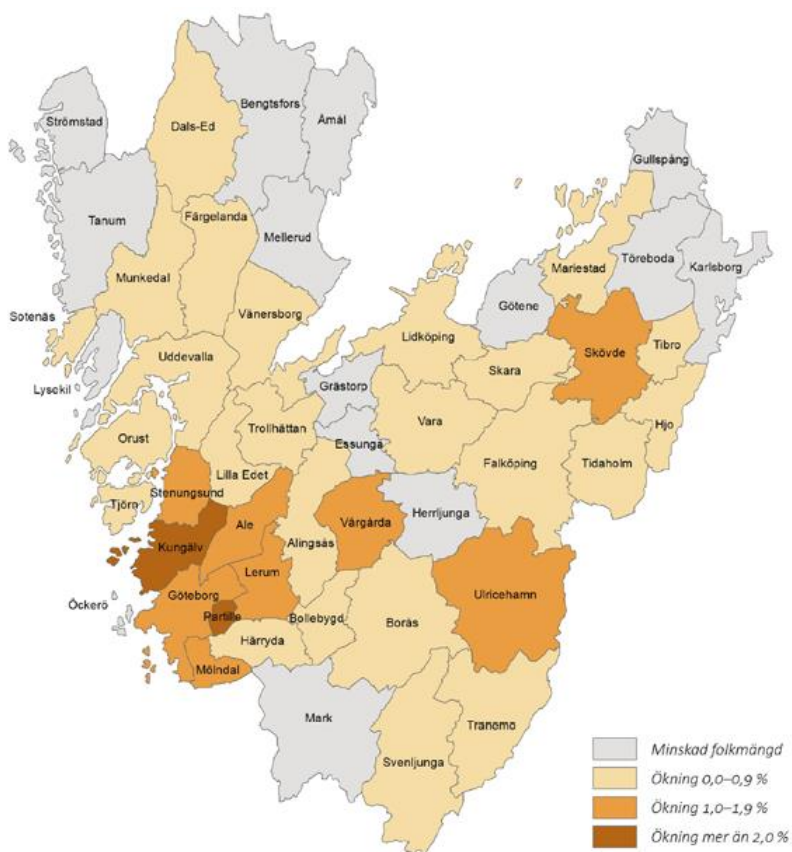 Strömstad
Dals-Ed
Bengtsfors
Åmål
Gullspång
Tanum
Färgelanda
Mellerud
Töreboda
Karlsborg
Munkedal
Mariestad
Götene
Sotenäs
Vänersborg
Lidköping
Skövde
Tibro
Uddevalla
Skara
Lysekil
Grästorp
Hjo
Orust
Trollhättan
Vara
Essunga
Falköping
Tidaholm
Lilla Edet
Stenungsund
Tjörn
Ale
Vårgårda
Herrljunga
Kungälv
Alingsås
Lerum
Göteborg
Ulricehamn
Öckerö
Partille
Bollebygd
Borås
Härryda
Mölndal
Mark
Tranemo
Svenljunga
Minskad folkmängd
Ökning 0,0–0,9 %
Ökning 1,0–1,9 %
Ökning mer än 2,0 %